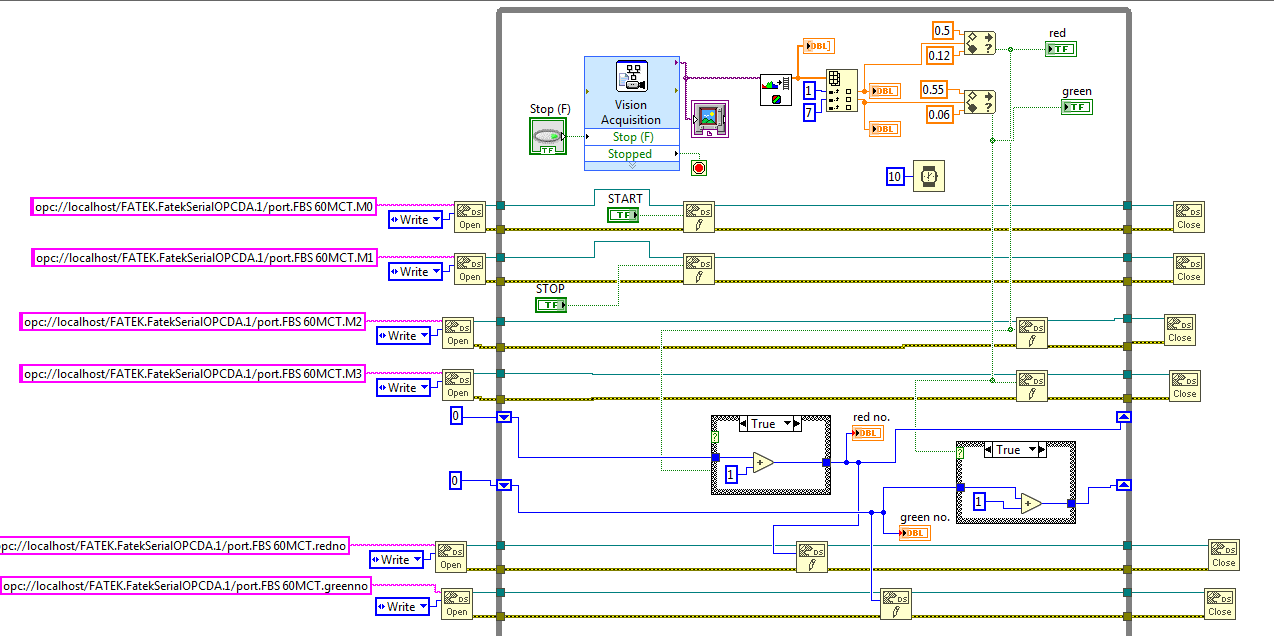 0.5
red
TF
DBL]
0.12
Vision
Acquisition
1
DBL
0.55
green
TF
Stop (F)
7
0.06
TF
Stop (F)
DBL
Stopped
10
opc://localhost/FATEK.FatekSerialOPCDA.1/port.FBS 60MCT.M0
START
Write
DS
Open
TF
DS
DS
Close
opc://localhost/FATEK.FatekSerialOPCDA.1/port.FBS 60MCT.M1
Write
DS
Open
DS
DS
Close
STOP
TF
opc://localhost/FATEK.FatekSerialOPCDA.1/port.FBS 60MCT.M2
Write
DS
Open
DS
DS
Close
opc://localhost/FATEK.FatekSerialOPCDA.1/port.FBS 60MCT.M3
Write
DS
Open
DS
DS
Close
0
True
red no.
DBL
?
+
1
0
True
?
1
+
green no.
DBL
pc://localhost/FATEK.FatekSerialOPCDA.1/port.FBS 60MCT.redno
Write
DS
Open
DS
DS
Close
opc://localhost/FATEK.FatekSerialOPCDA.1/port.FBS 60MCT.greenno
Write
DS
Open
DS
DS
Close